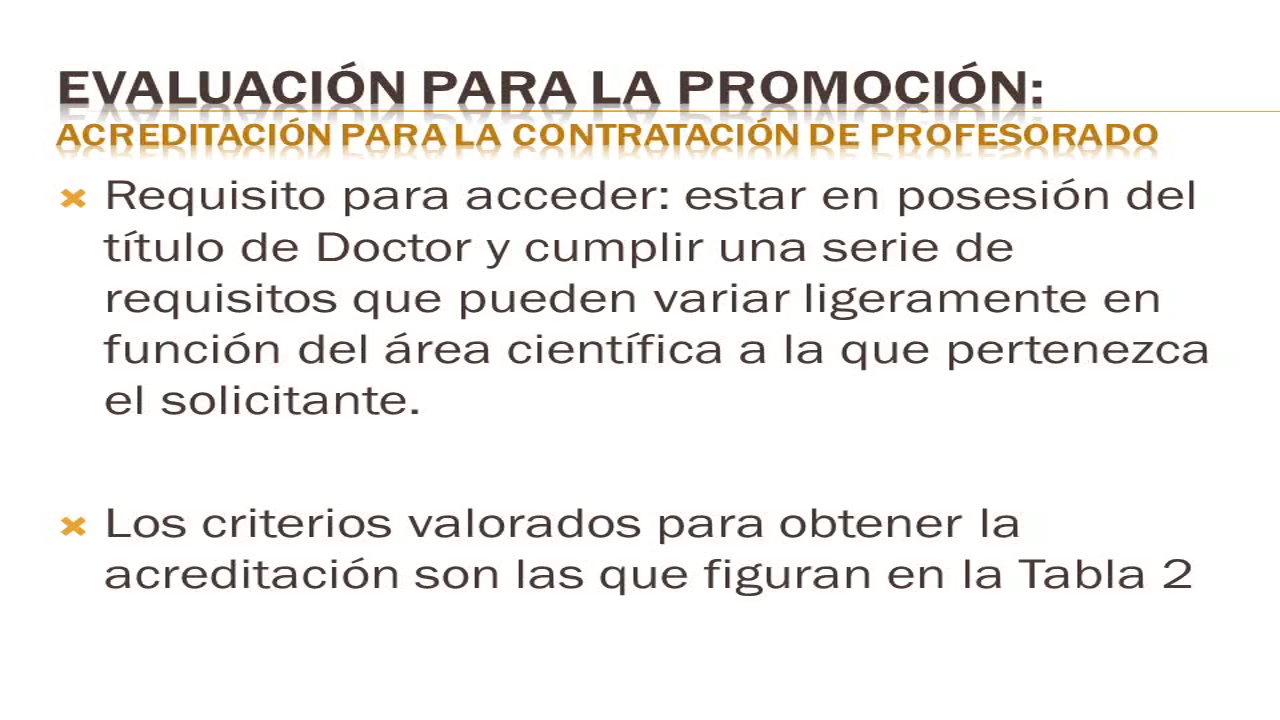 EVALUACIÓN PARA LA PROMOCIÓN:
ACREDITACIÓN PARA LA CONTRATACIÓN DE PROFESORADO
Requisito para acceder: estar en posesión del
título de Doctor y cumplir una serie de
requisitos que pueden variar ligeramente en
función del área científica a la que pertenezca
el solicitante.
Los criterios valorados para obtener la
acreditación son las que figuran en la Tabla 2